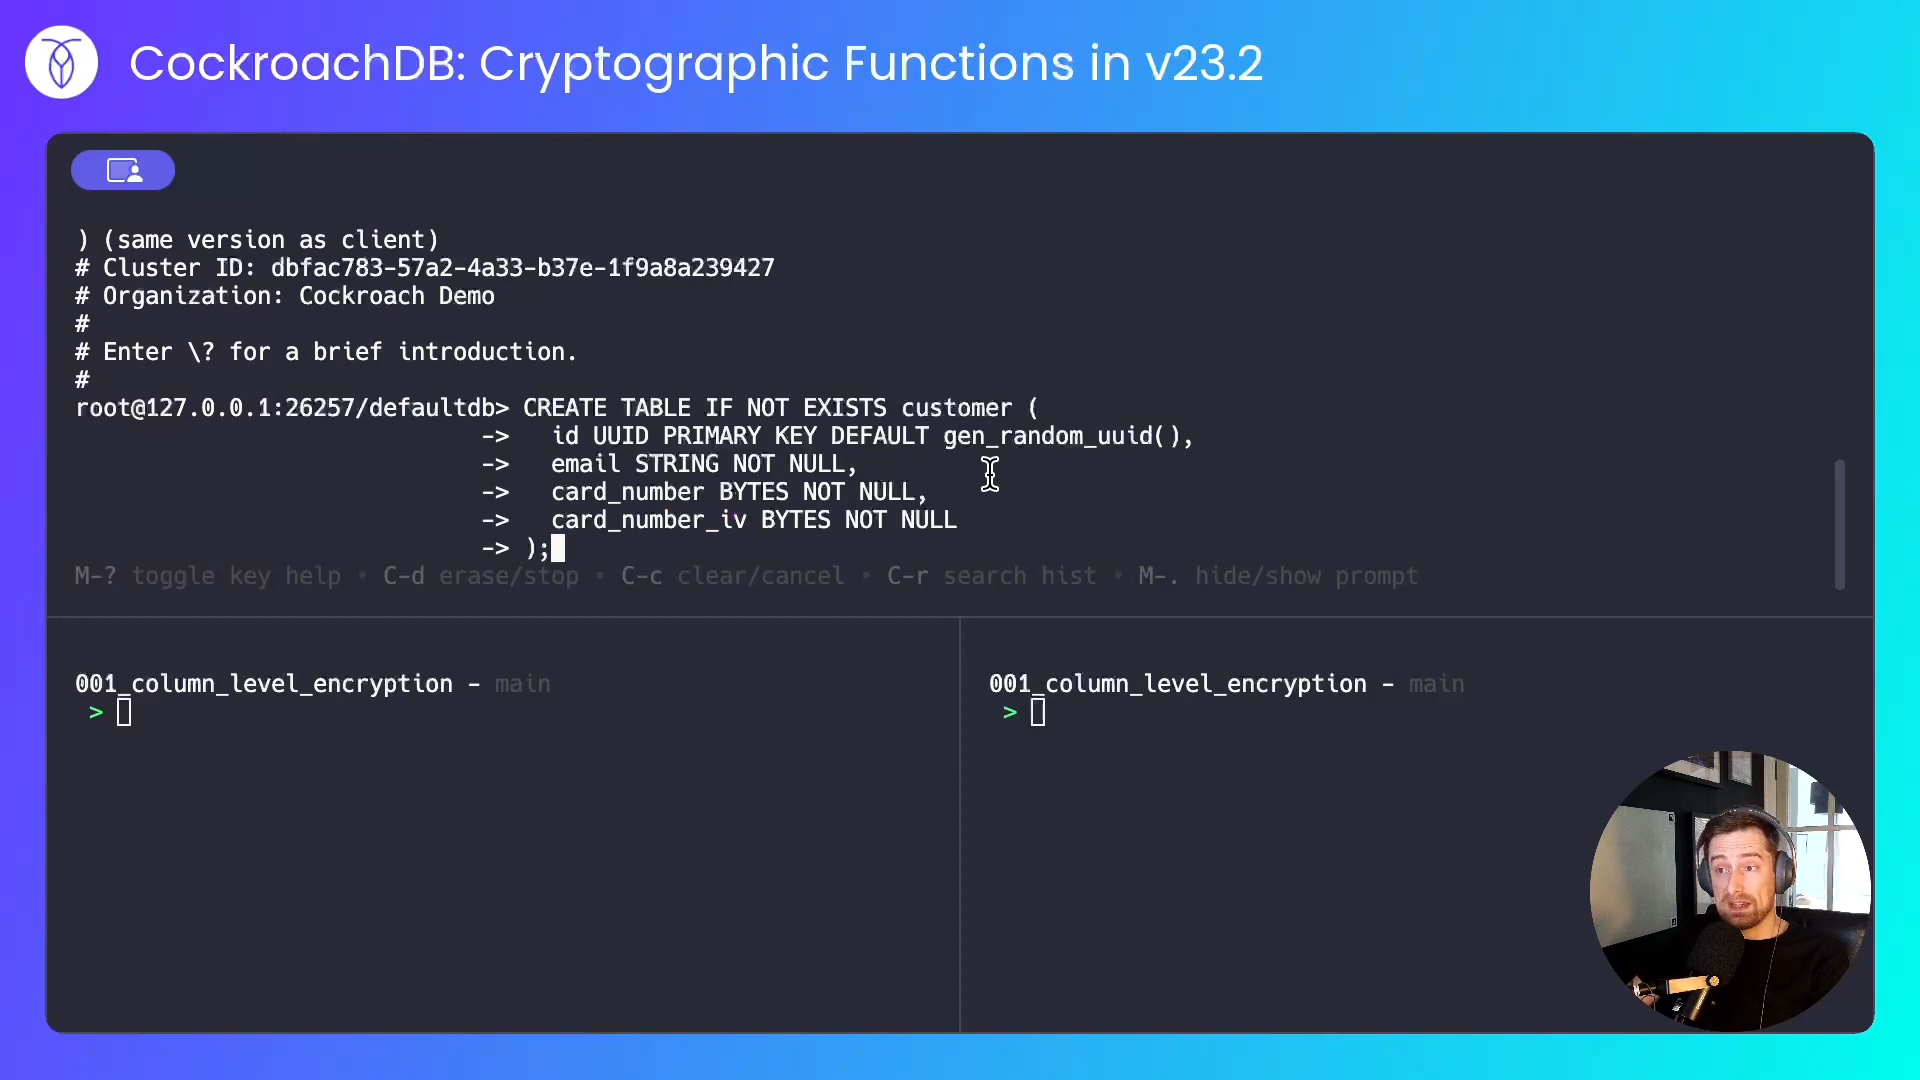 CockroachDB: Cryptographic Functions in v23.2
) (same version as client)
# Cluster ID: dbfac783-57a2-4a33-b37e-1f9a8a239427
# Organization: Cockroach Demo
#
# Enter \? for a brief introduction.
#
root@127.0.0.1:26257/defaultdb> CREATE TABLE IF NOT EXISTS customer (
->   id UUID PRIMARY KEY DEFAULT gen_random_uuid(),
->   email STRING NOT NULL,
->   card_number BYTES NOT NULL,
->   card_number_iv BYTES NOT NULL
-> );
M-? toggle key help • C-d erase/stop • C-c clear/cancel • C-r search hist • M-. hide/show prompt
001_column_level_encryption - main
>
001_column_level_encryption - main
>